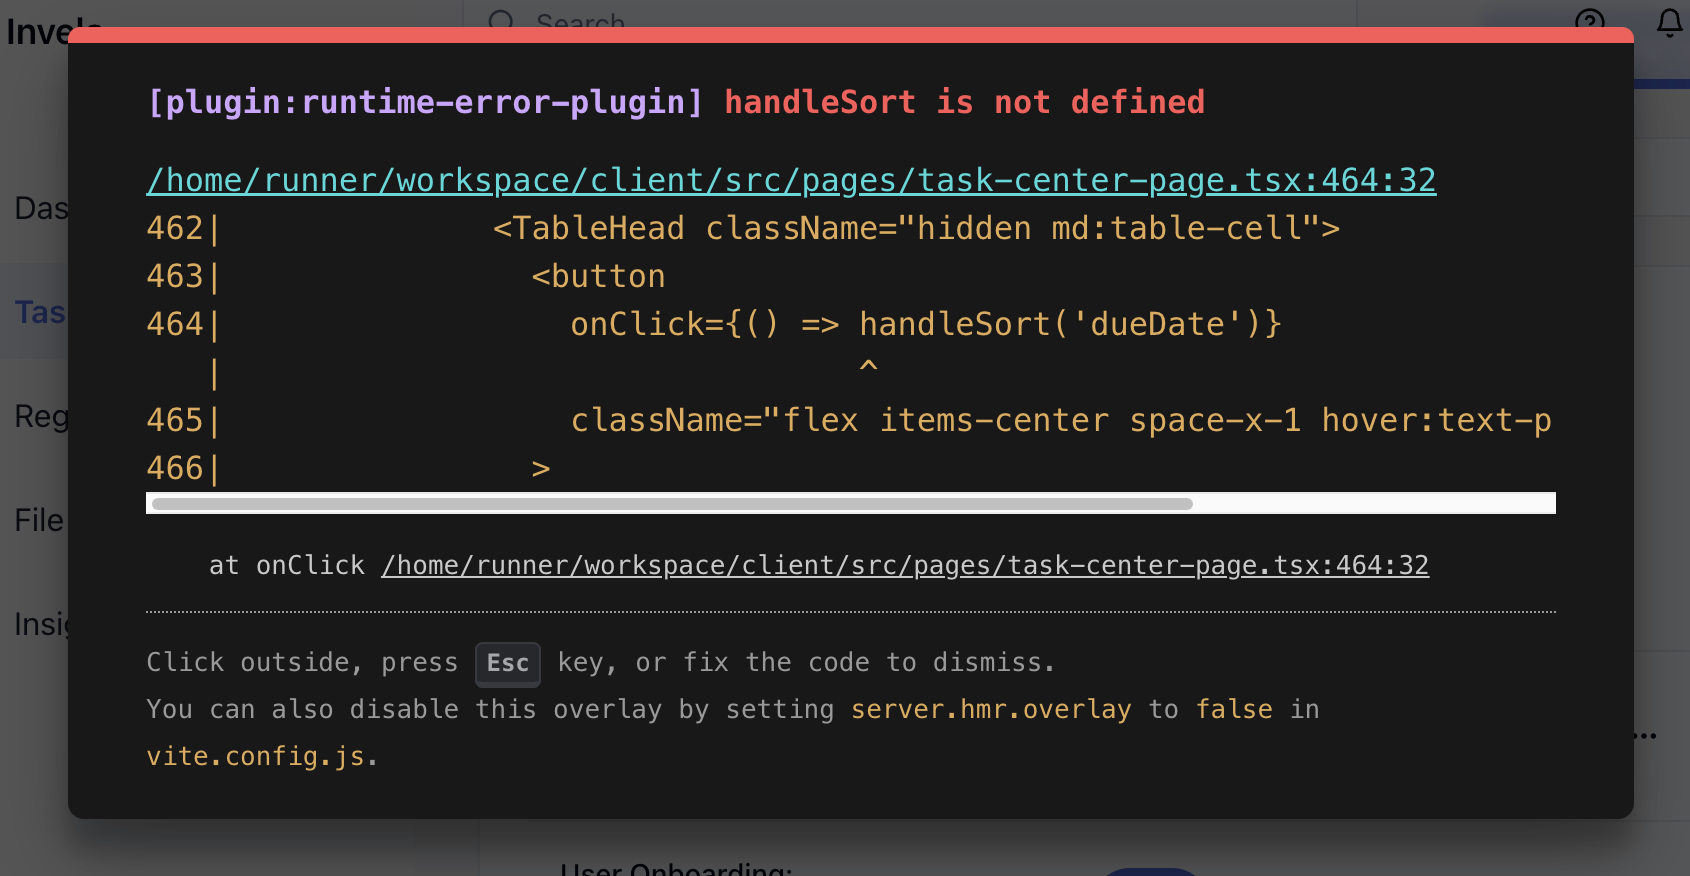 Search
[plugin:runtime-error-plugin] handleSort is not defined
/home/runner/workspace/client/src/pages/task-center-page.tsx:464:32
462|              <TableHead className="hidden md:table-cell">
463|                <button
464|                  onClick={() => handleSort('dueDate')}
   |                                 ^
465|                  className="flex items-center space-x-1 hover:text-p
466|                >
at onClick /home/runner/workspace/client/src/pages/task-center-page.tsx:464:32
Click outside, press Esc key, or fix the code to dismiss.
You can also disable this overlay by setting server.hmr.overlay to false in
vite.config.js.
Das
Tas
Reg
File
User Onboarding: